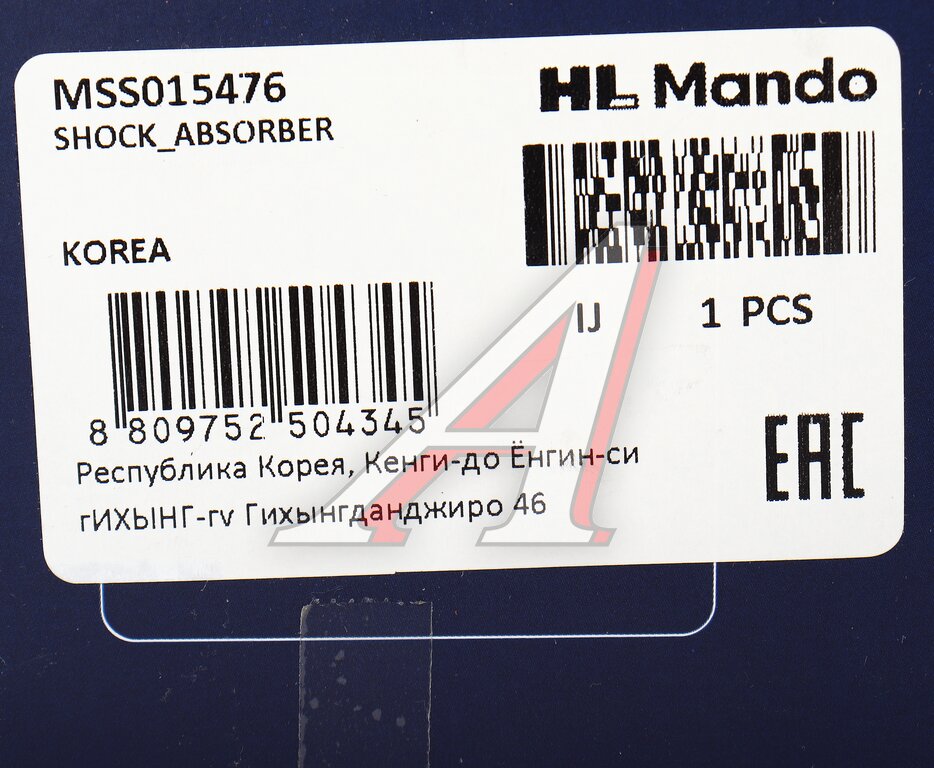 MSS015476
SHOCK_ABSORBER
HL Mando
KOREA
IJ 1 PCS
8 809752 504345
EAC
Республика Корея, Кенги-до Ёнгин-си
гИХЫНГ-гv Гихынгданджиро 46